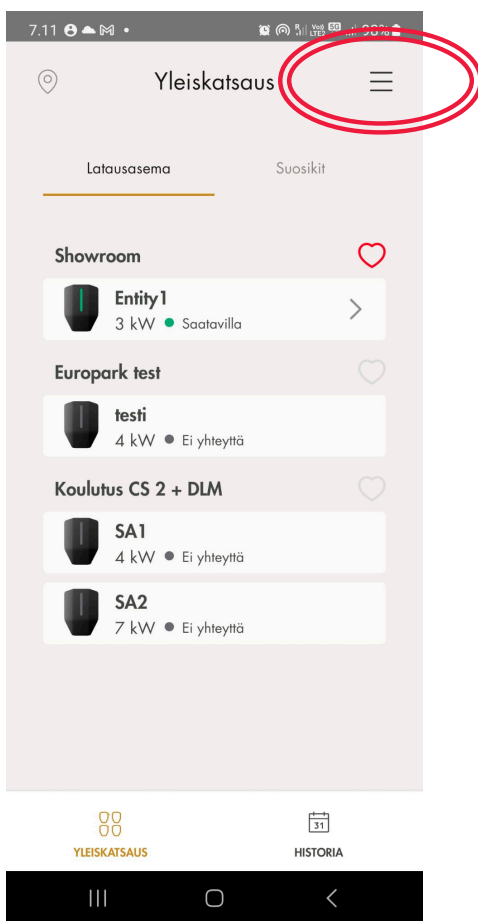 7.11
Yleiskatsaus
Latausasema Suosikit
Showroom
Entity1
3 kW Saatavilla
Europark test
testi
4 kW Ei yhteyttä
Koulutus CS 2 + DLM
SA1
4 kW Ei yhteyttä
SA2
7 kW Ei yhteyttä
31
YLEISKATSAUS HISTORIA